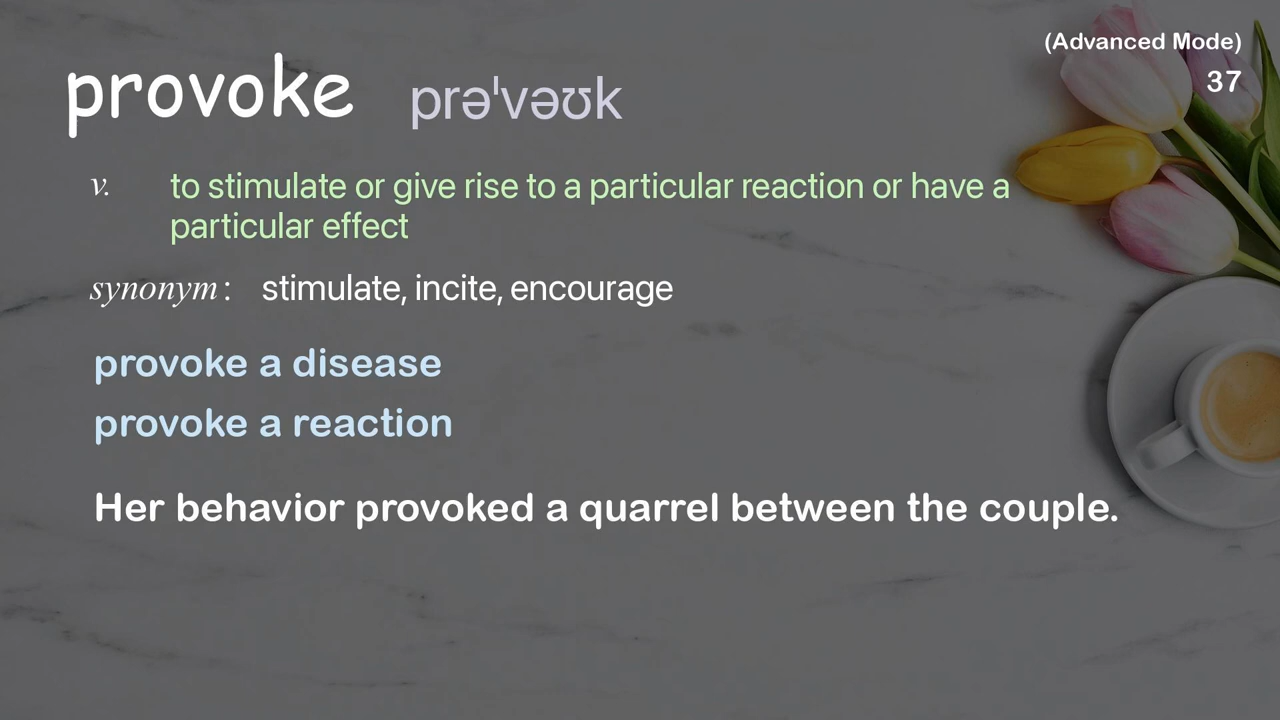 (Advanced Mode)
37
provoke prəˈvəʊk
v. to stimulate or give rise to a particular reaction or have a
particular effect
synonym : stimulate, incite, encourage
provoke a disease
provoke a reaction
Her behavior provoked a quarrel between the couple.